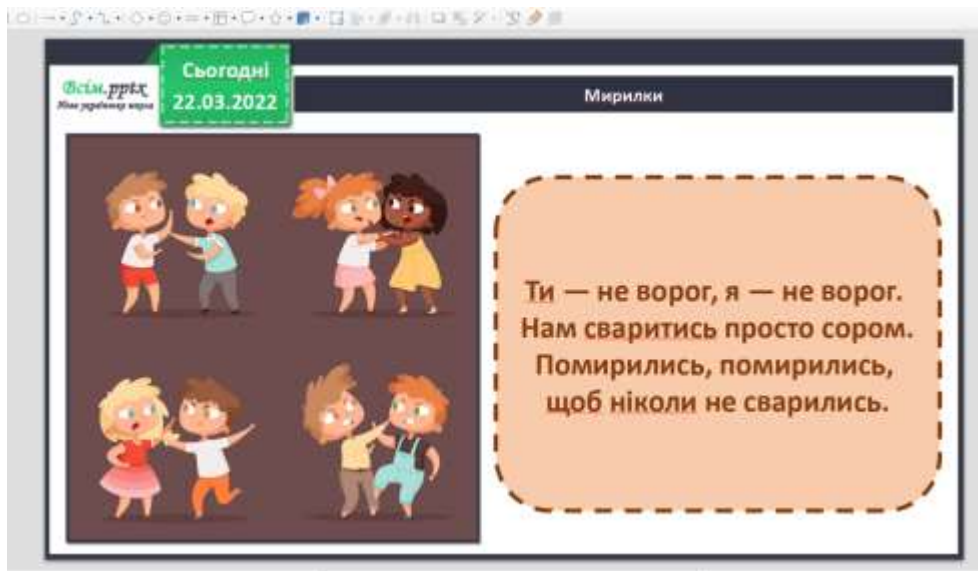 Сьогодні
22.03.2022
Всім.pptx
Нова українська школа
Мирилки
Ти — не ворог, я — не ворог.
Нам сваритись просто сором.
Помирились, помирились,
щоб ніколи не сварились.